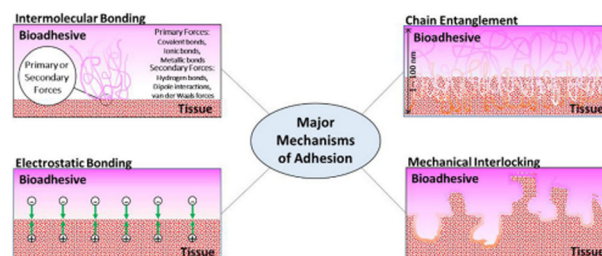 Intermolecular Bonding
Bioadhesive
Primary or
Secondary
Forces
Primary Forces:
Covalent bonds,
Ionic bonds,
Metallic bonds
Secondary Forces:
Hydrogen bonds,
Dipole interactions,
van der Waals forces
Tissue
Chain Entanglement
Bioadhesive
1 – 100 nm
Tissue
Major
Mechanisms
of Adhesion
Electrostatic Bonding
Bioadhesive
- - - - - -
+ + + + + +
Tissue
Mechanical Interlocking
Bioadhesive
Tissue